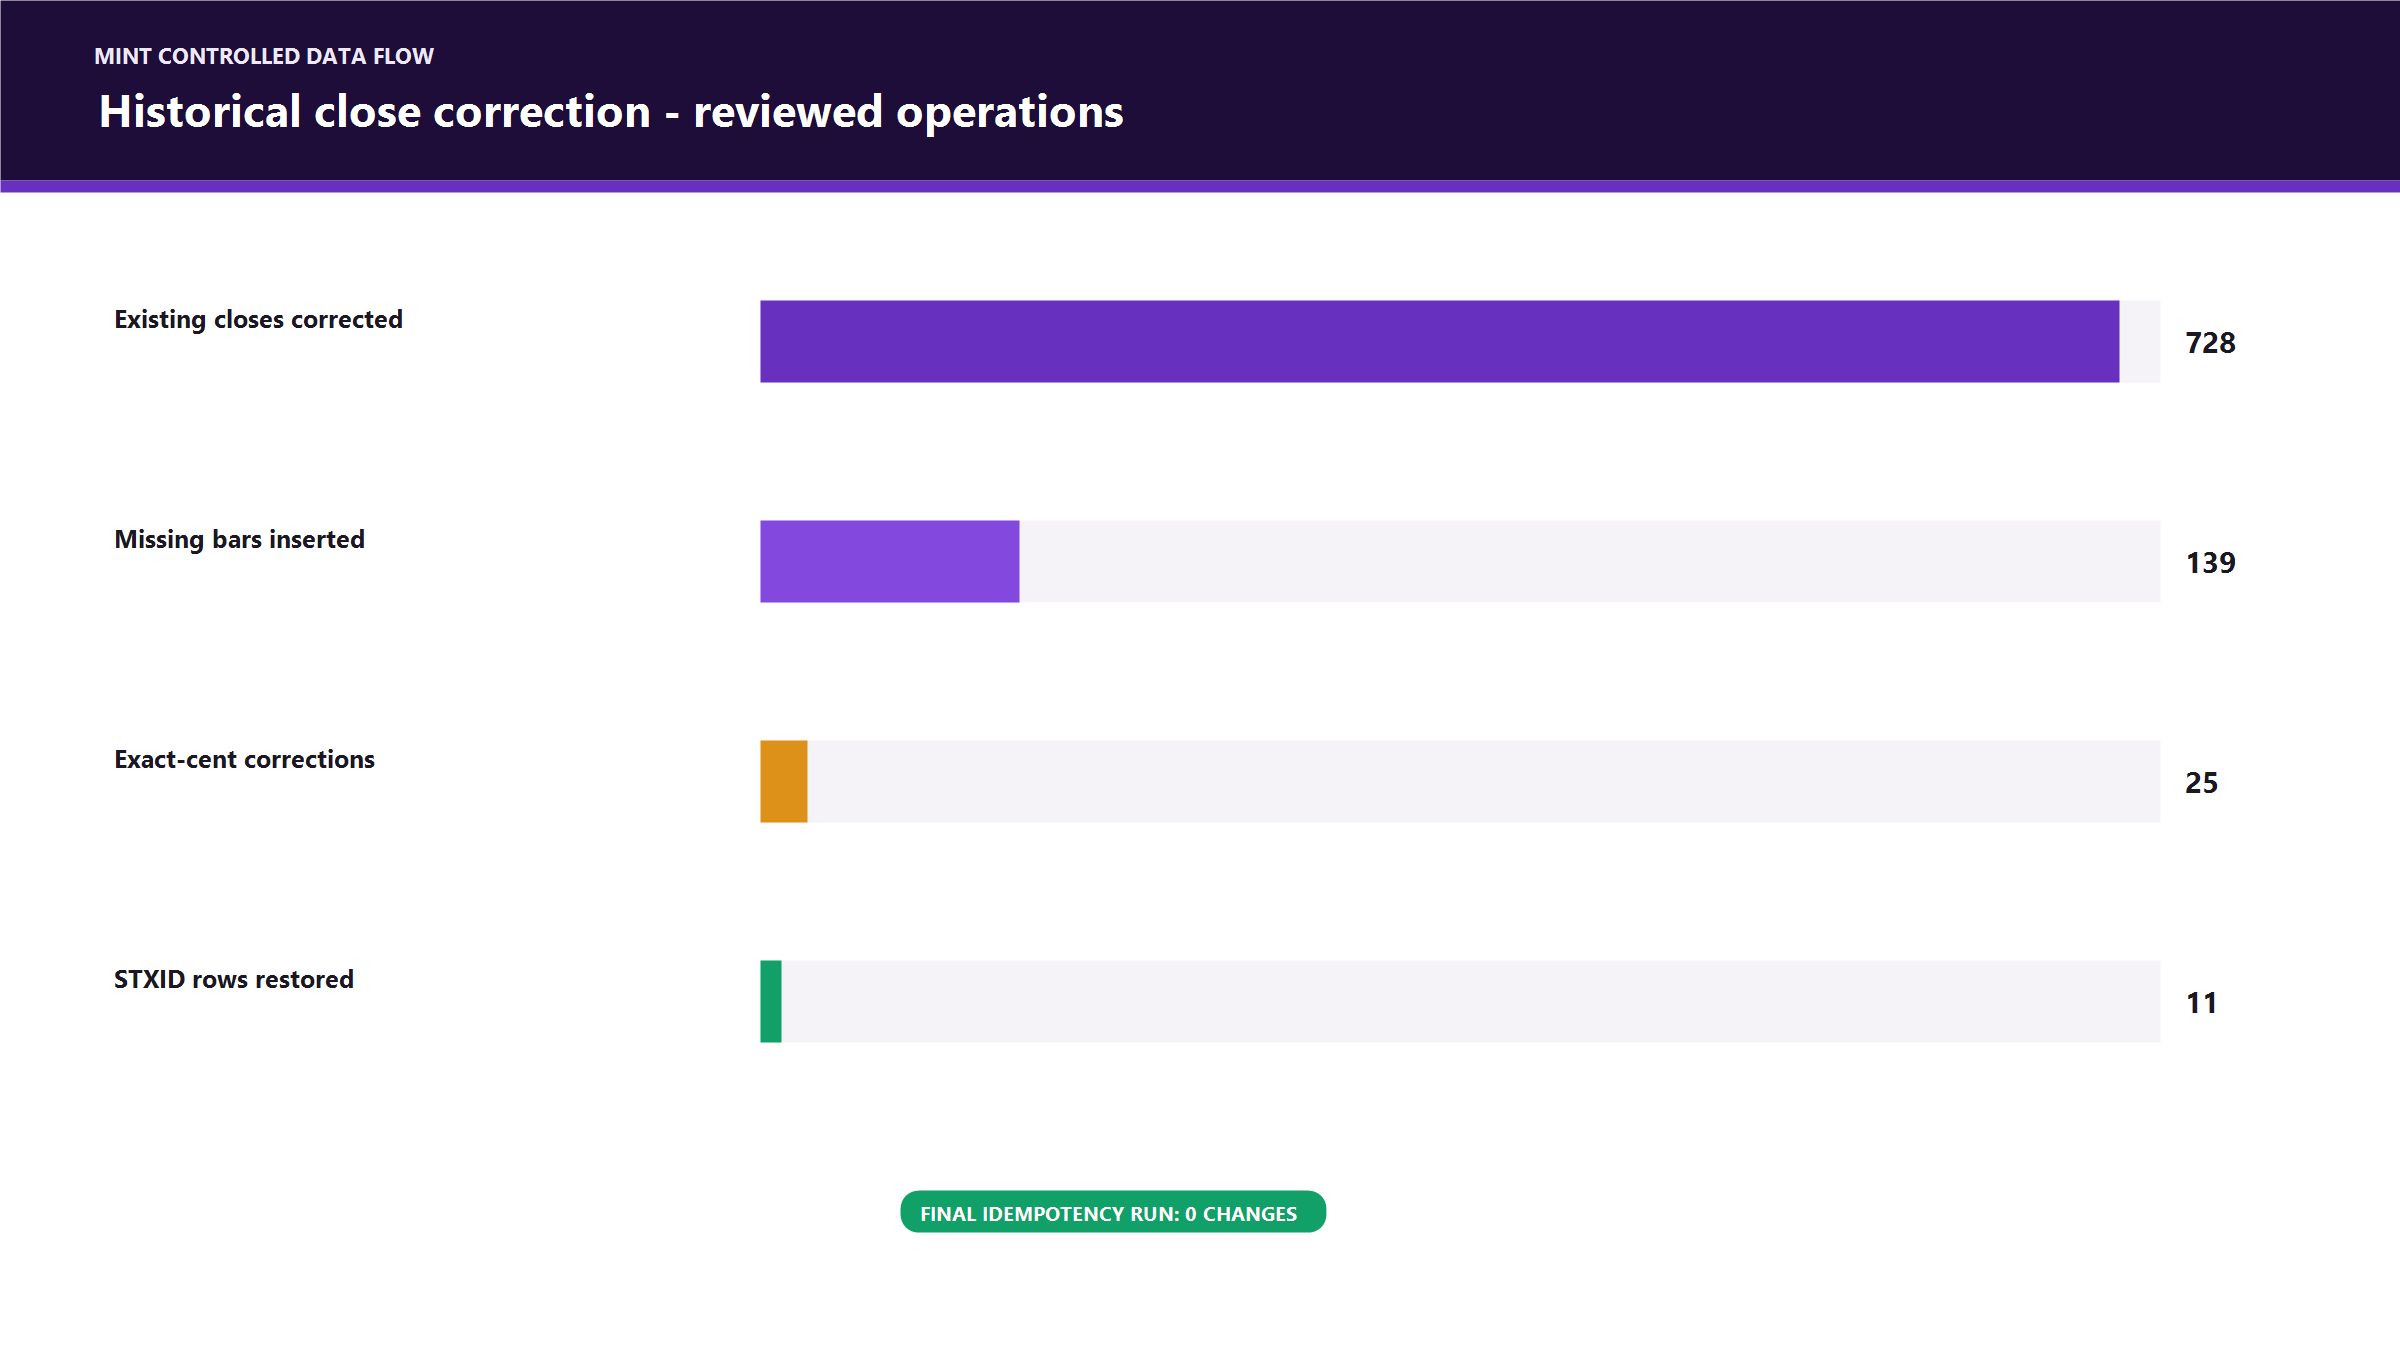 MINT CONTROLLED DATA FLOW
Historical close correction - reviewed operations
Existing closes corrected
728
Missing bars inserted
139
Exact-cent corrections
25
STXID rows restored
11
FINAL IDEMPOTENCY RUN: 0 CHANGES